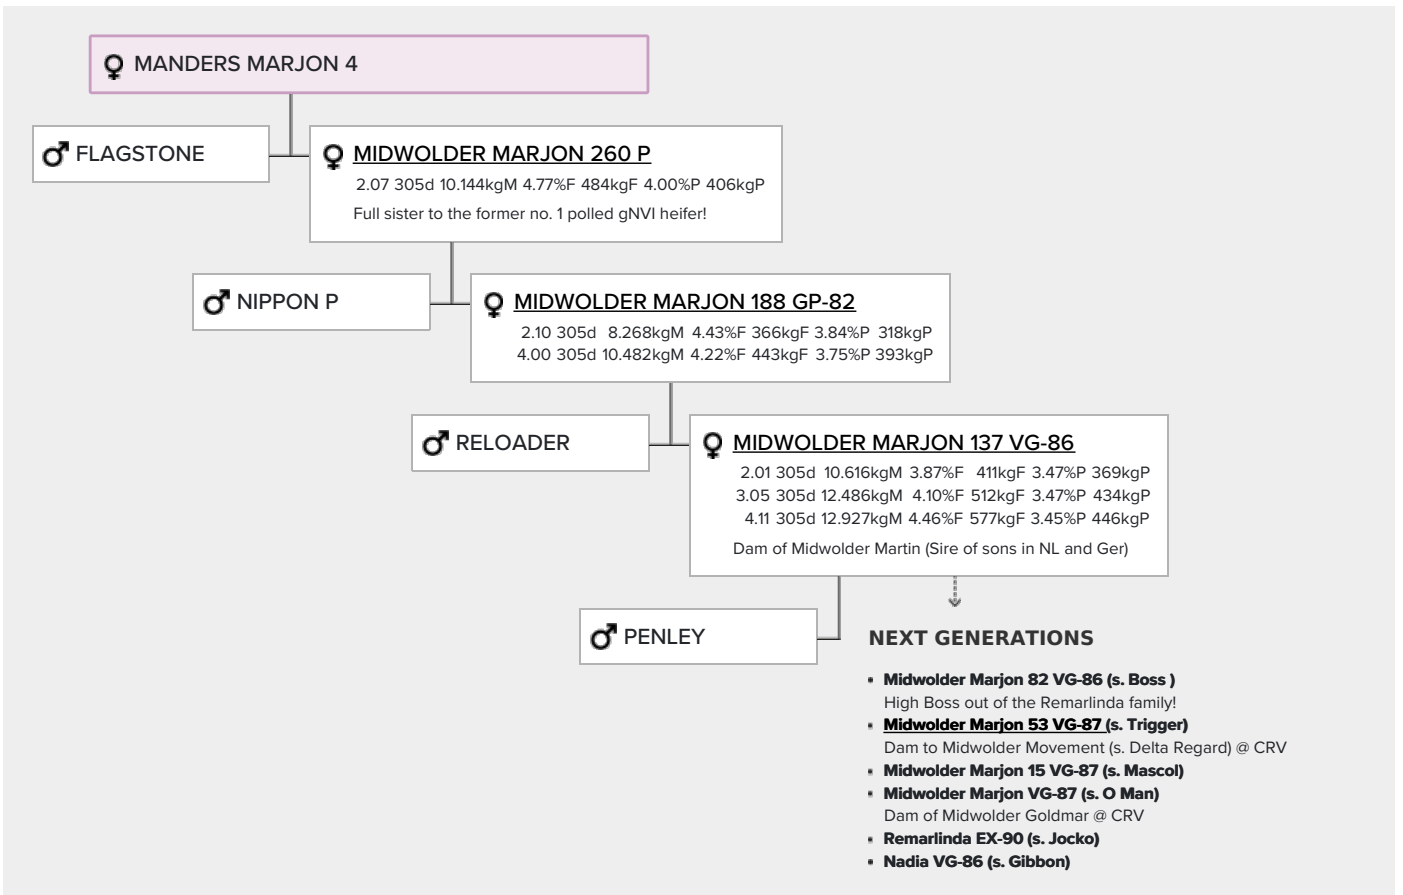 MANDERS MARJON 4
FLAGSTONE
MIDWOLDER MARJON 260 P
2.07 305d 10.144kgM 4.77%F 484kgF 4.00%P 406kgP
Full sister to the former no. 1 polled gNVI heifer!
NIPPON P
MIDWOLDER MARJON 188 GP-82
2.10 305d 8.268kgM 4.43%F 366kgF 3.84%P 318kgP
4.00 305d 10.482kgM 4.22%F 443kgF 3.75%P 393kgP
RELOADER
MIDWOLDER MARJON 137 VG-86
2.01 305d 10.616kgM 3.87%F 411kgF 3.47%P 369kgP
3.05 305d 12.486kgM 4.10%F 512kgF 3.47%P 434kgP
4.11 305d 12.927kgM 4.46%F 577kgF 3.45%P 446kgP
Dam of Midwolder Martin (Sire of sons in NL and Ger)
PENLEY
NEXT GENERATIONS
Midwolder Marjon 82 VG-86 (s. Boss )
High Boss out of the Remarlinda family!
Midwolder Marjon 53 VG-87 (s. Trigger)
Dam to Midwolder Movement (s. Delta Regard) @ CRV
Midwolder Marjon 15 VG-87 (s. Mascol)
Midwolder Marjon VG-87 (s. O Man)
Dam of Midwolder Goldmar @ CRV
Remarlinda EX-90 (s. Jocko)
Nadia VG-86 (s. Gibbon)